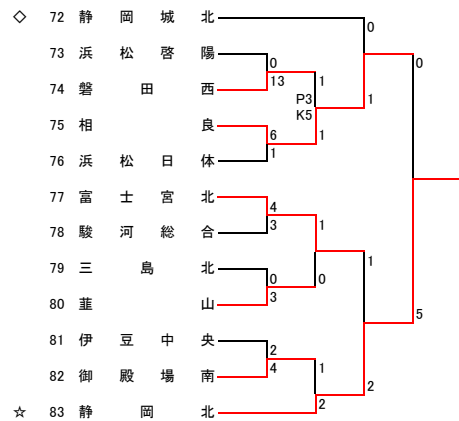 ◇ 72 静岡城北
0
73 浜松啓陽
0 0
74 磐田西
13 1
P3
1
K5
75 相良
6 1
76 浜松日体
1
77 富士宮北
4
78 駿河総合
3 1
79 三島北
1
0 0
80 韮山
3
5
81 伊豆中央
2
82 御殿場南
4 1
2
☆ 83 静岡北
2